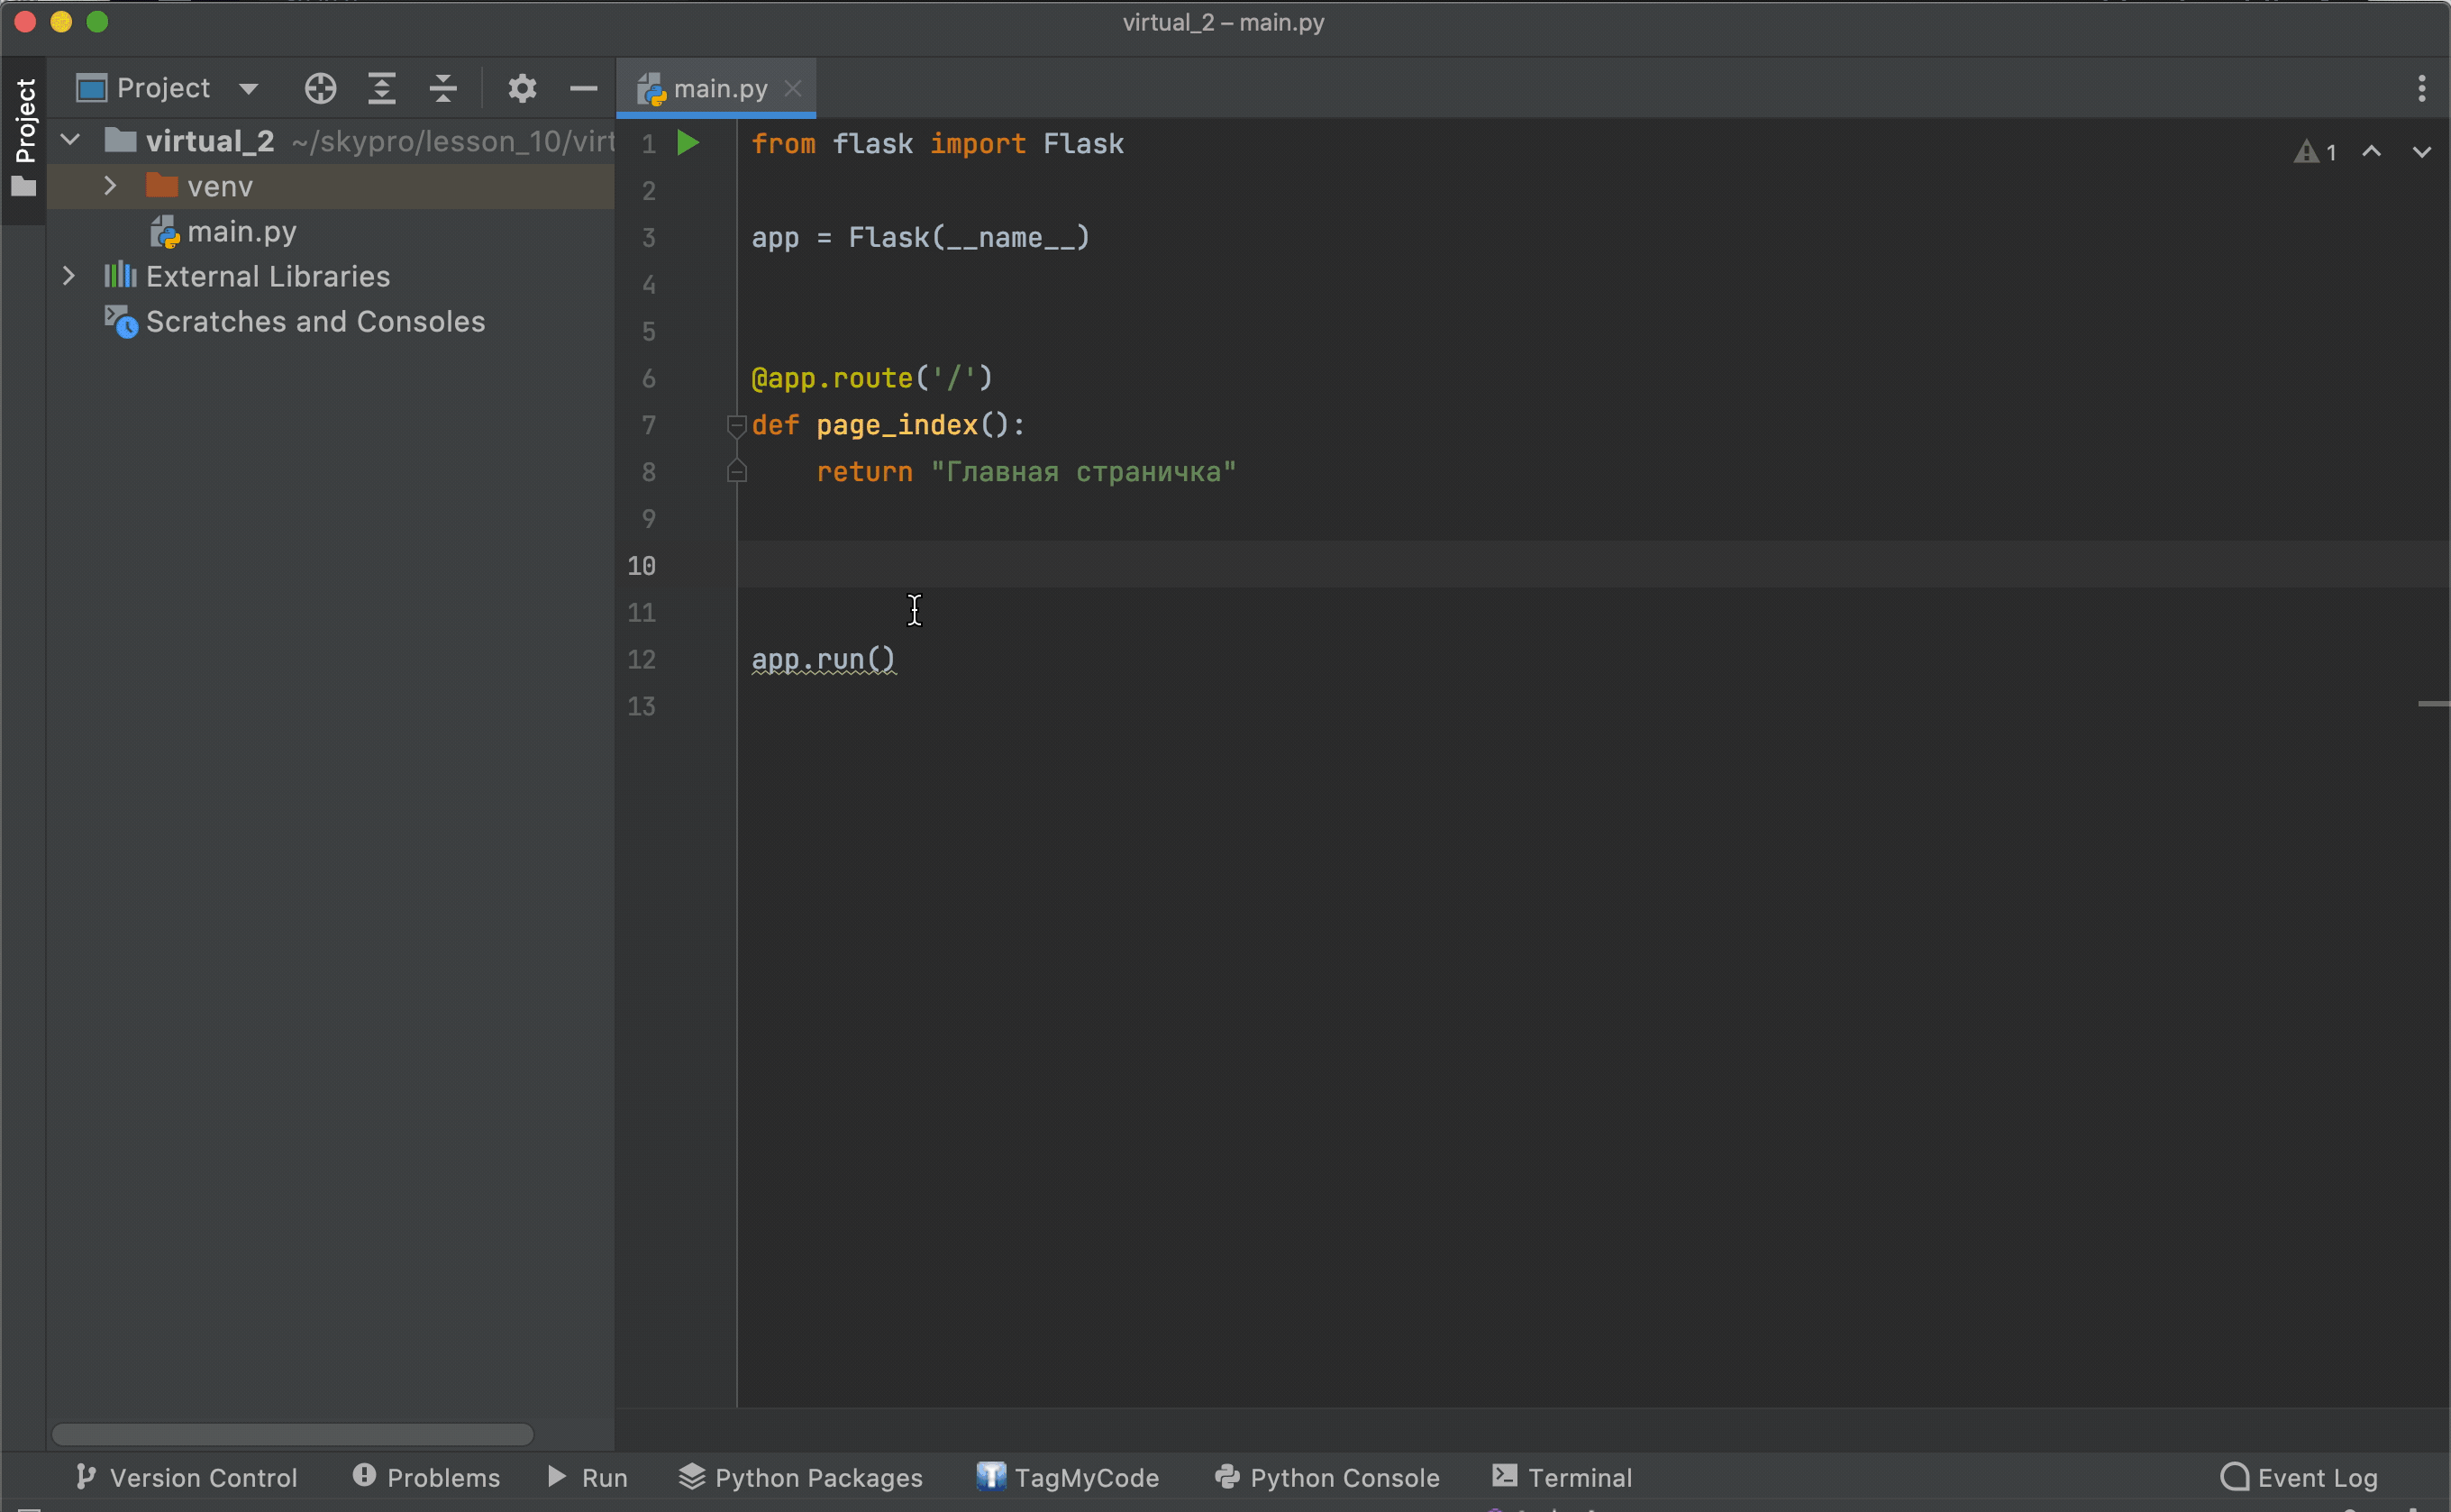 virtual_2 – main.py
Project
Project
main.py
virtual_2 ~/skypro/lesson_10/virt
venv
main.py
External Libraries
Scratches and Consoles
1 from flask import Flask
2
3 app = Flask(__name__)
4
5
6 @app.route('/')
7 def page_index():
8 return "Главная страничка"
9
10
11
12 app.run()
13
1
Version Control
Problems
Run
Python Packages
TagMyCode
Python Console
Terminal
Event Log